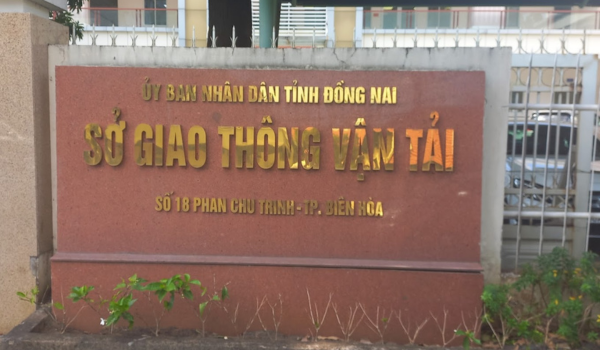 ỦY BAN NHÂN DÂN TỈNH ĐỒNG NAI
SỞ GIAO THÔNG VẬN TẢI
SỐ 18 PHAN CHU TRINH - TP. BIÊN HÒA